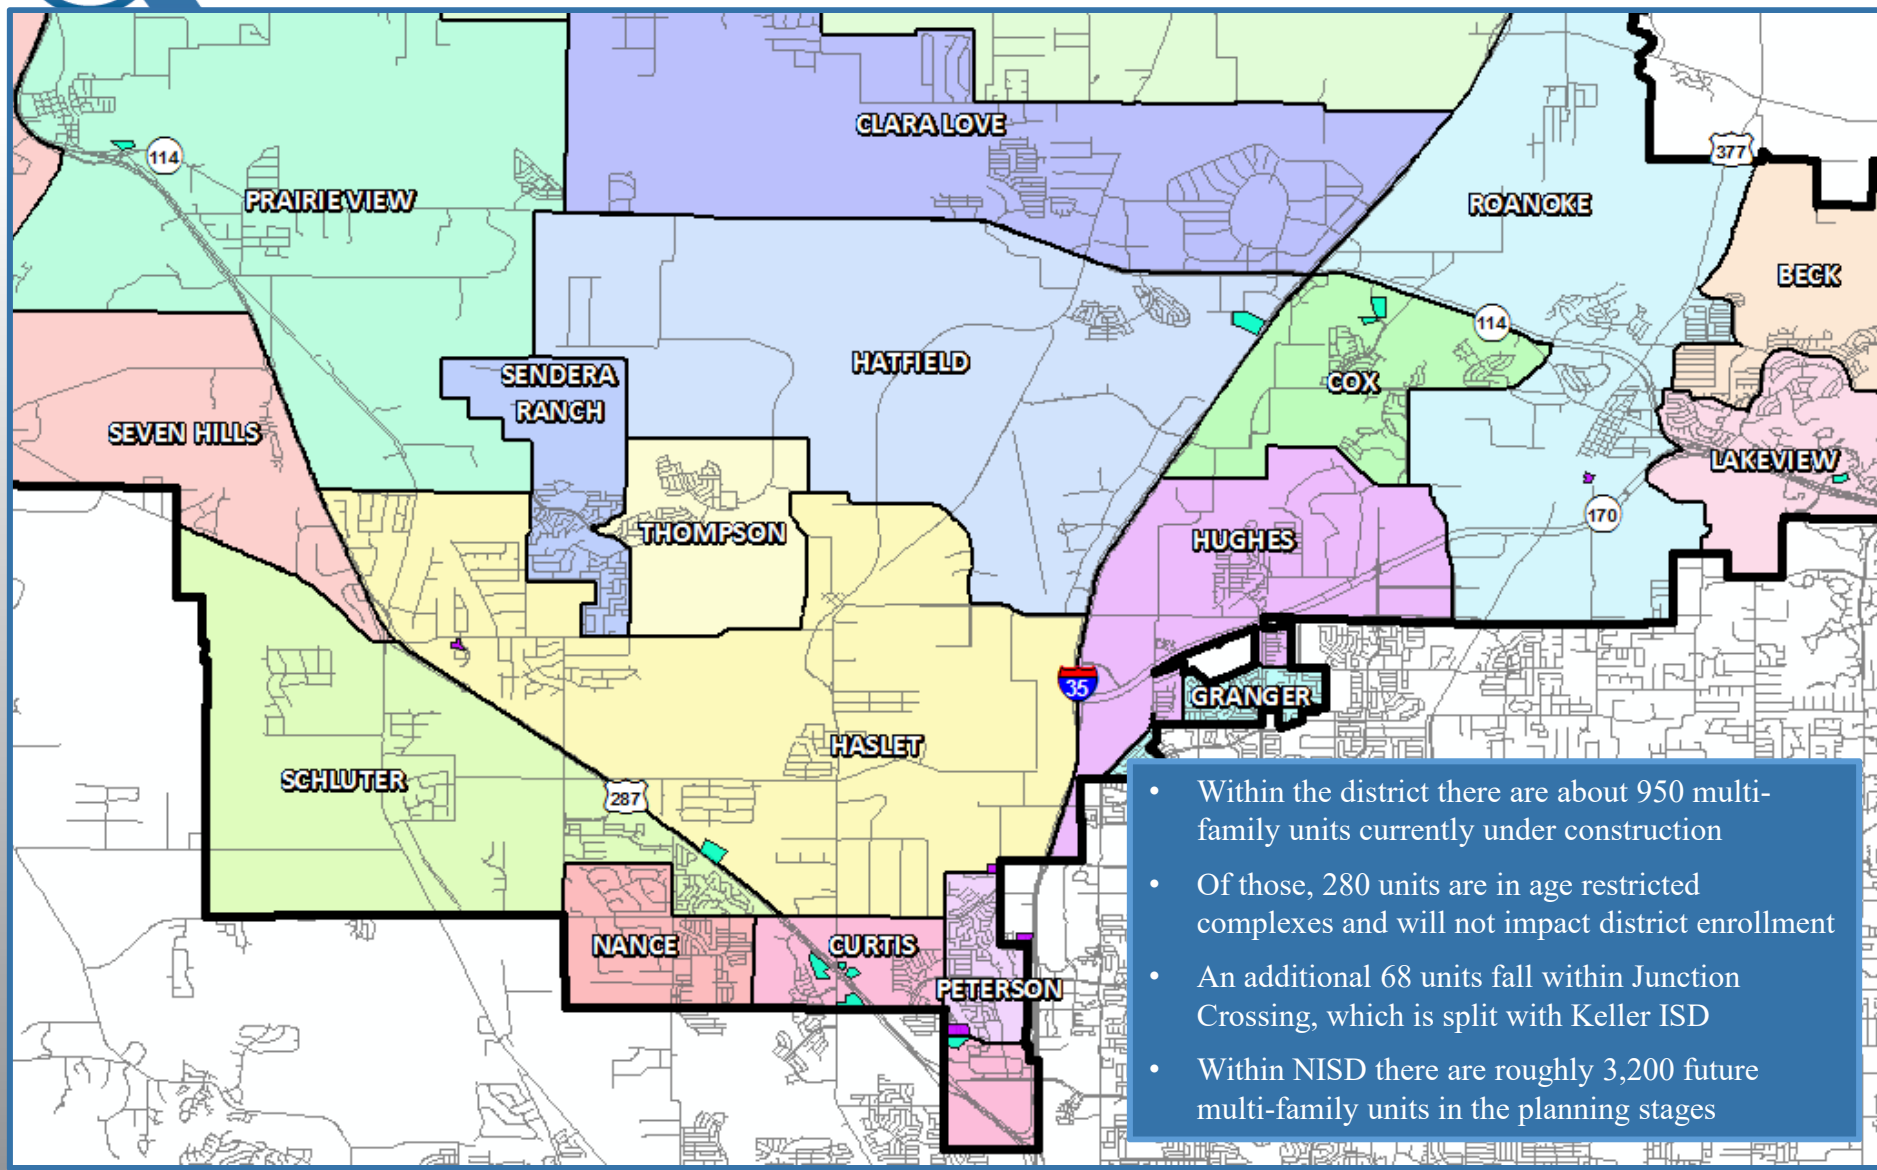 CLARA LOVE
377
114
PRAIRIE VIEW
ROANOKE
BECK
114
HATFIELD
SENDERA
RANCH
COX
SEVEN HILLS
LAKEVIEW
170
THOMPSON
HUGHES
35
GRANGER
HASLET
SCHLUTER
287
NANCE
CURTIS
PETERSON
• Within the district there are about 950 multi-
family units currently under construction
• Of those, 280 units are in age restricted
complexes and will not impact district enrollment
• An additional 68 units fall within Junction
Crossing, which is split with Keller ISD
• Within NISD there are roughly 3,200 future
multi-family units in the planning stages